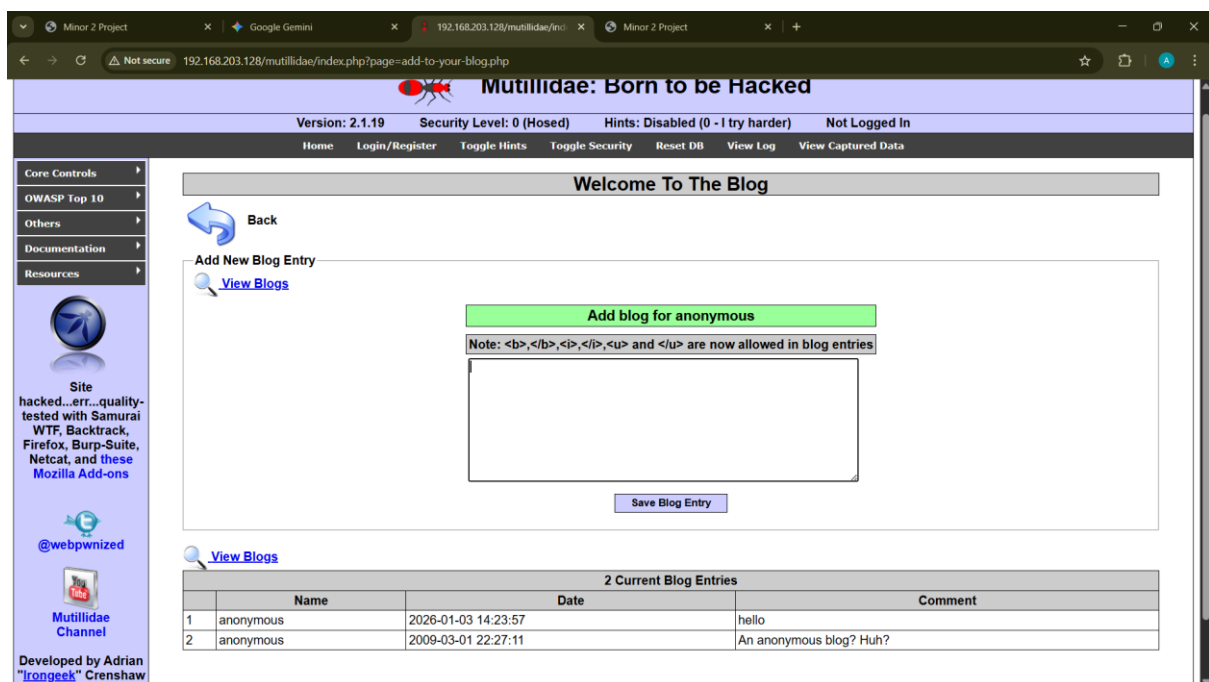 Minor 2 Project
Google Gemini
192.168.203.128/mutillidae/ind
Minor 2 Project
Not secure 192.168.203.128/mutillidae/index.php?page=add-to-your-blog.php
A
Mutillidae: Born to be Hacked
Version: 2.1.19 Security Level: 0 (Hosed) Hints: Disabled (0 - I try harder) Not Logged In
Home Login/Register Toggle Hints Toggle Security Reset DB View Log View Captured Data
Core Controls
OWASP Top 10
Others
Documentation
Resources
Site
hacked...err...quality-
tested with Samurai
WTF, Backtrack,
Firefox, Burp-Suite,
Netcat, and these
Mozilla Add-ons
@webpwnized
You
Tube
Mutillidae
Channel
Developed by Adrian
"Irongeek" Crenshaw
Welcome To The Blog
Back
Add New Blog Entry
View Blogs
Add blog for anonymous
Note: <b>,</b>,<i>,</i>,<u> and </u> are now allowed in blog entries
Save Blog Entry
View Blogs
2 Current Blog Entries
Name Date Comment
1 anonymous 2026-01-03 14:23:57 hello
2 anonymous 2009-03-01 22:27:11 An anonymous blog? Huh?